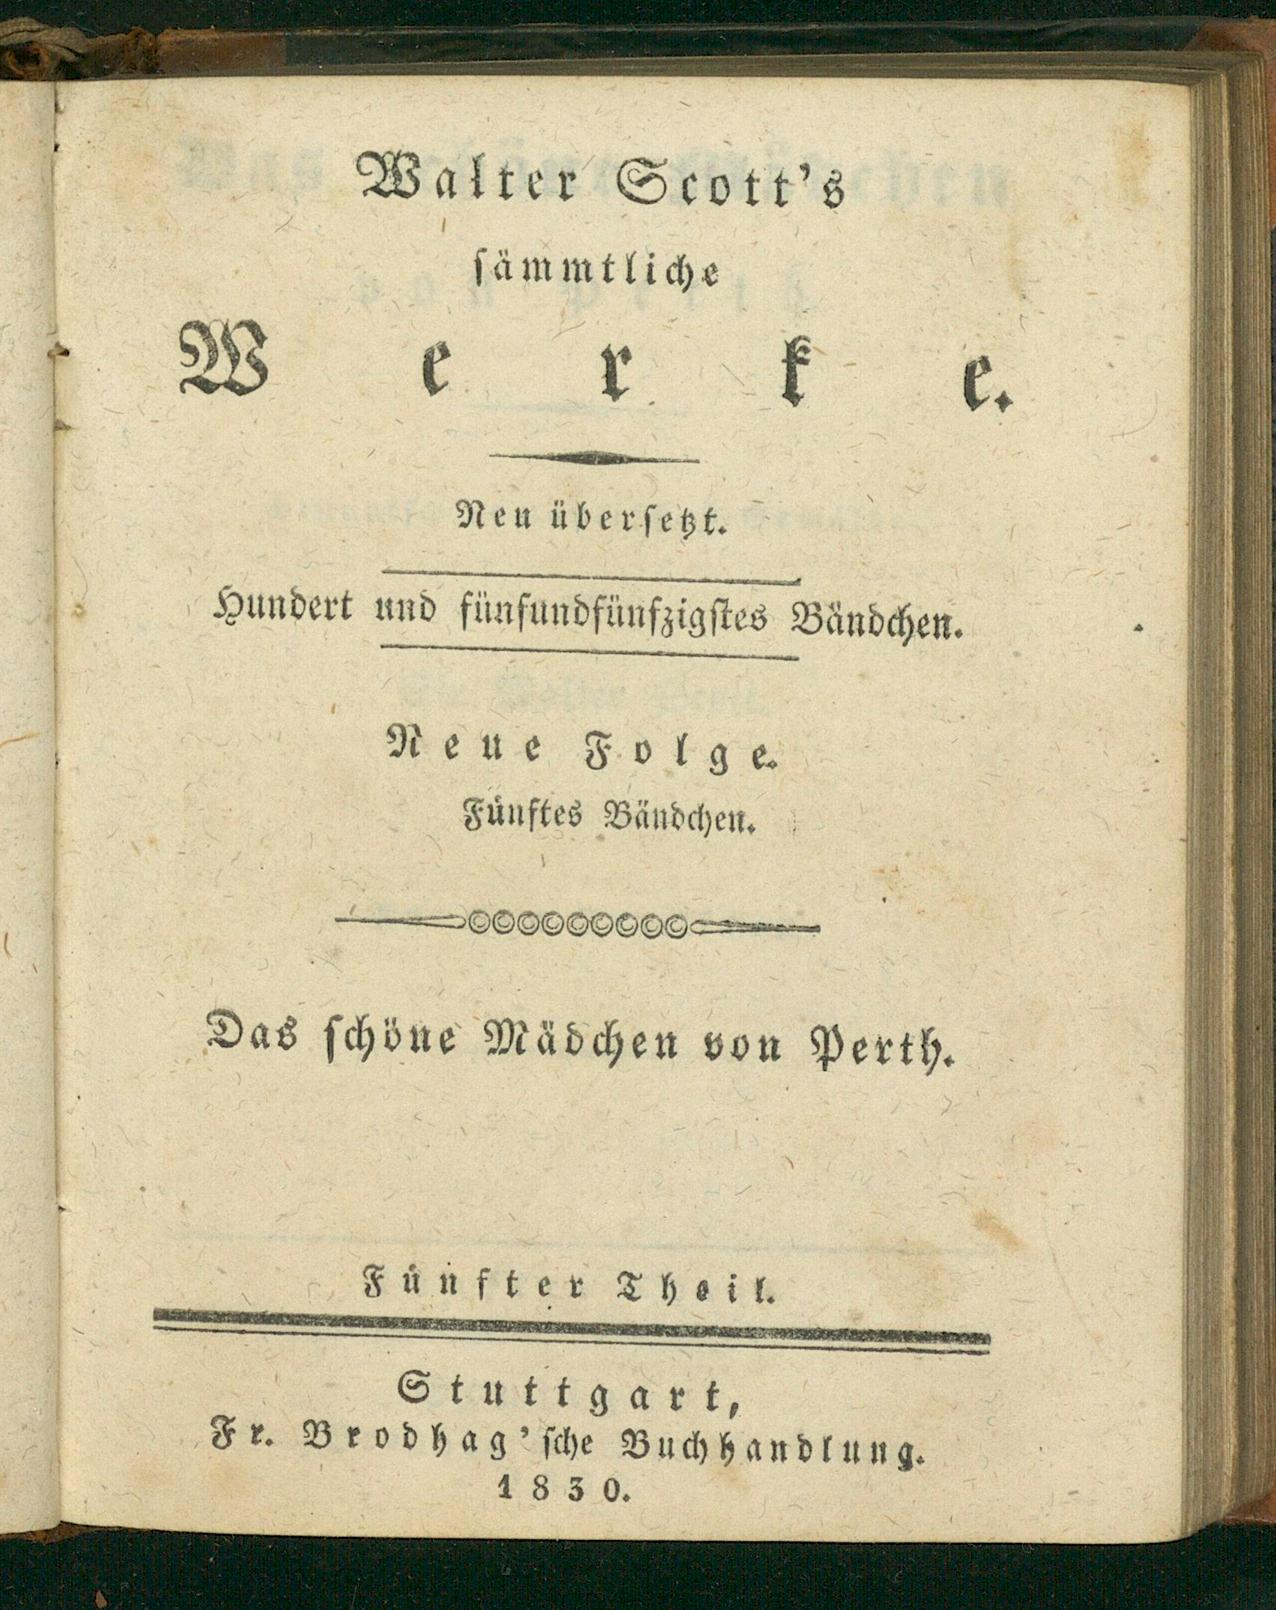 Walter Scott's
sämmtliche
Werke.
Neu übersetzt.
Hundert und fünfundfünfzigstes Bändchen.
Neue Folge.
Fünftes Bändchen.
Das schöne Mädchen von Perth.
Fünfter Theil.
Stuttgart,
Fr. Brodhag'sche Buchhandlung.
1830.